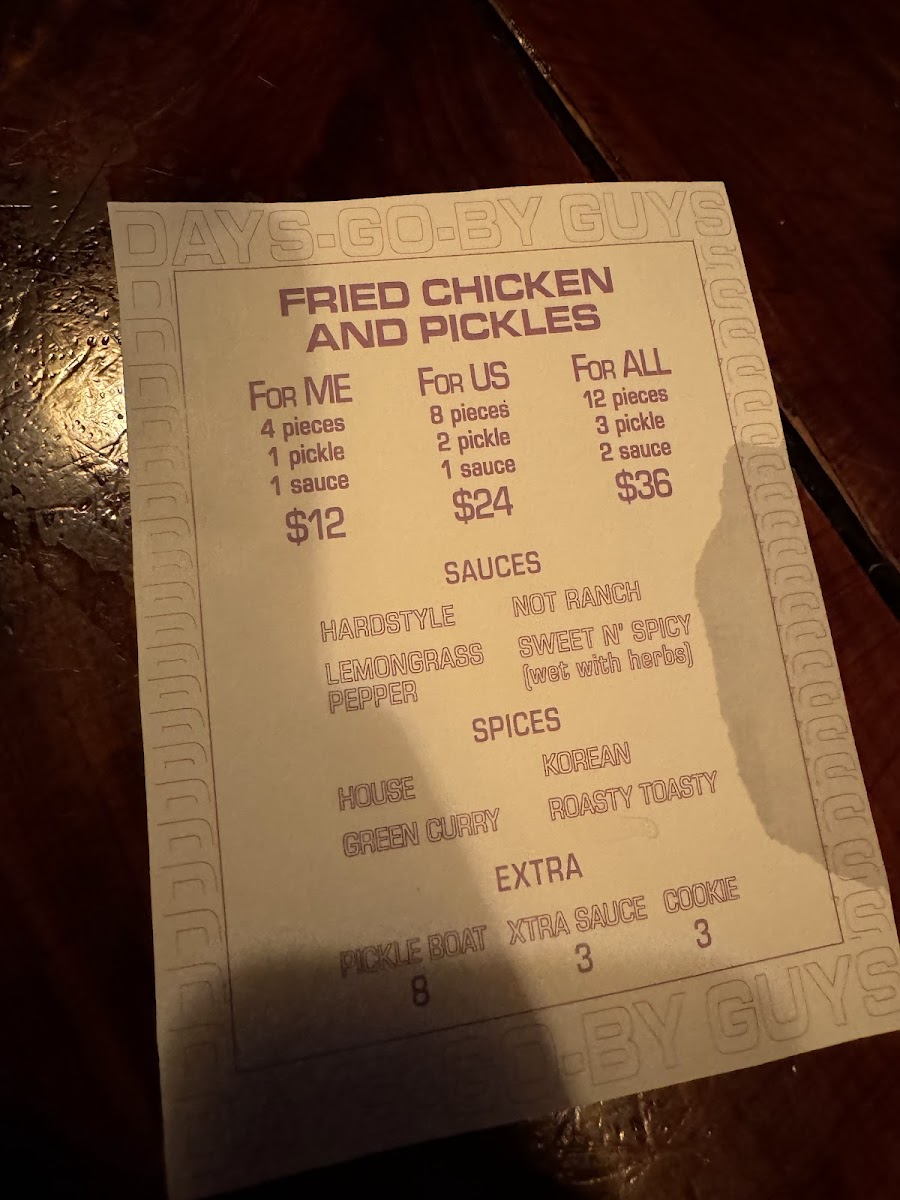 DAYS-GO-BY GUYS
FRIED CHICKEN
AND PICKLES
FOR ME
4 pieces
1 pickle
1 sauce
$12
FOR US
8 pieces
2 pickle
1 sauce
$24
FOR ALL
12 pieces
3 pickle
2 sauce
$36
SAUCES
HARDSTYLE
NOT RANCH
LEMONGRASS
PEPPER
SWEET N' SPICY
(wet with herbs)
SPICES
HOUSE
KOREAN
GREEN CURRY
ROASTY TOASTY
EXTRA
PICKLE BOAT
8
XTRA SAUCE
3
COOKIE
3
GO-BY GUYS